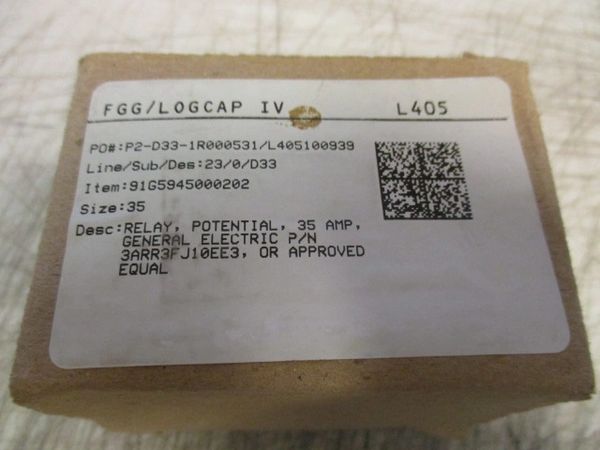 FGG/LOGCAP IV L405
PO#:P2-D33-1R000531/L405100939
Line/Sub/Des:23/0/D33
Item:91G5945000202
Size:35
Desc:RELAY, POTENTIAL, 35 AMP,
GENERAL ELECTRIC P/N
3ARR3FJ10EE3, OR APPROVED
EQUAL